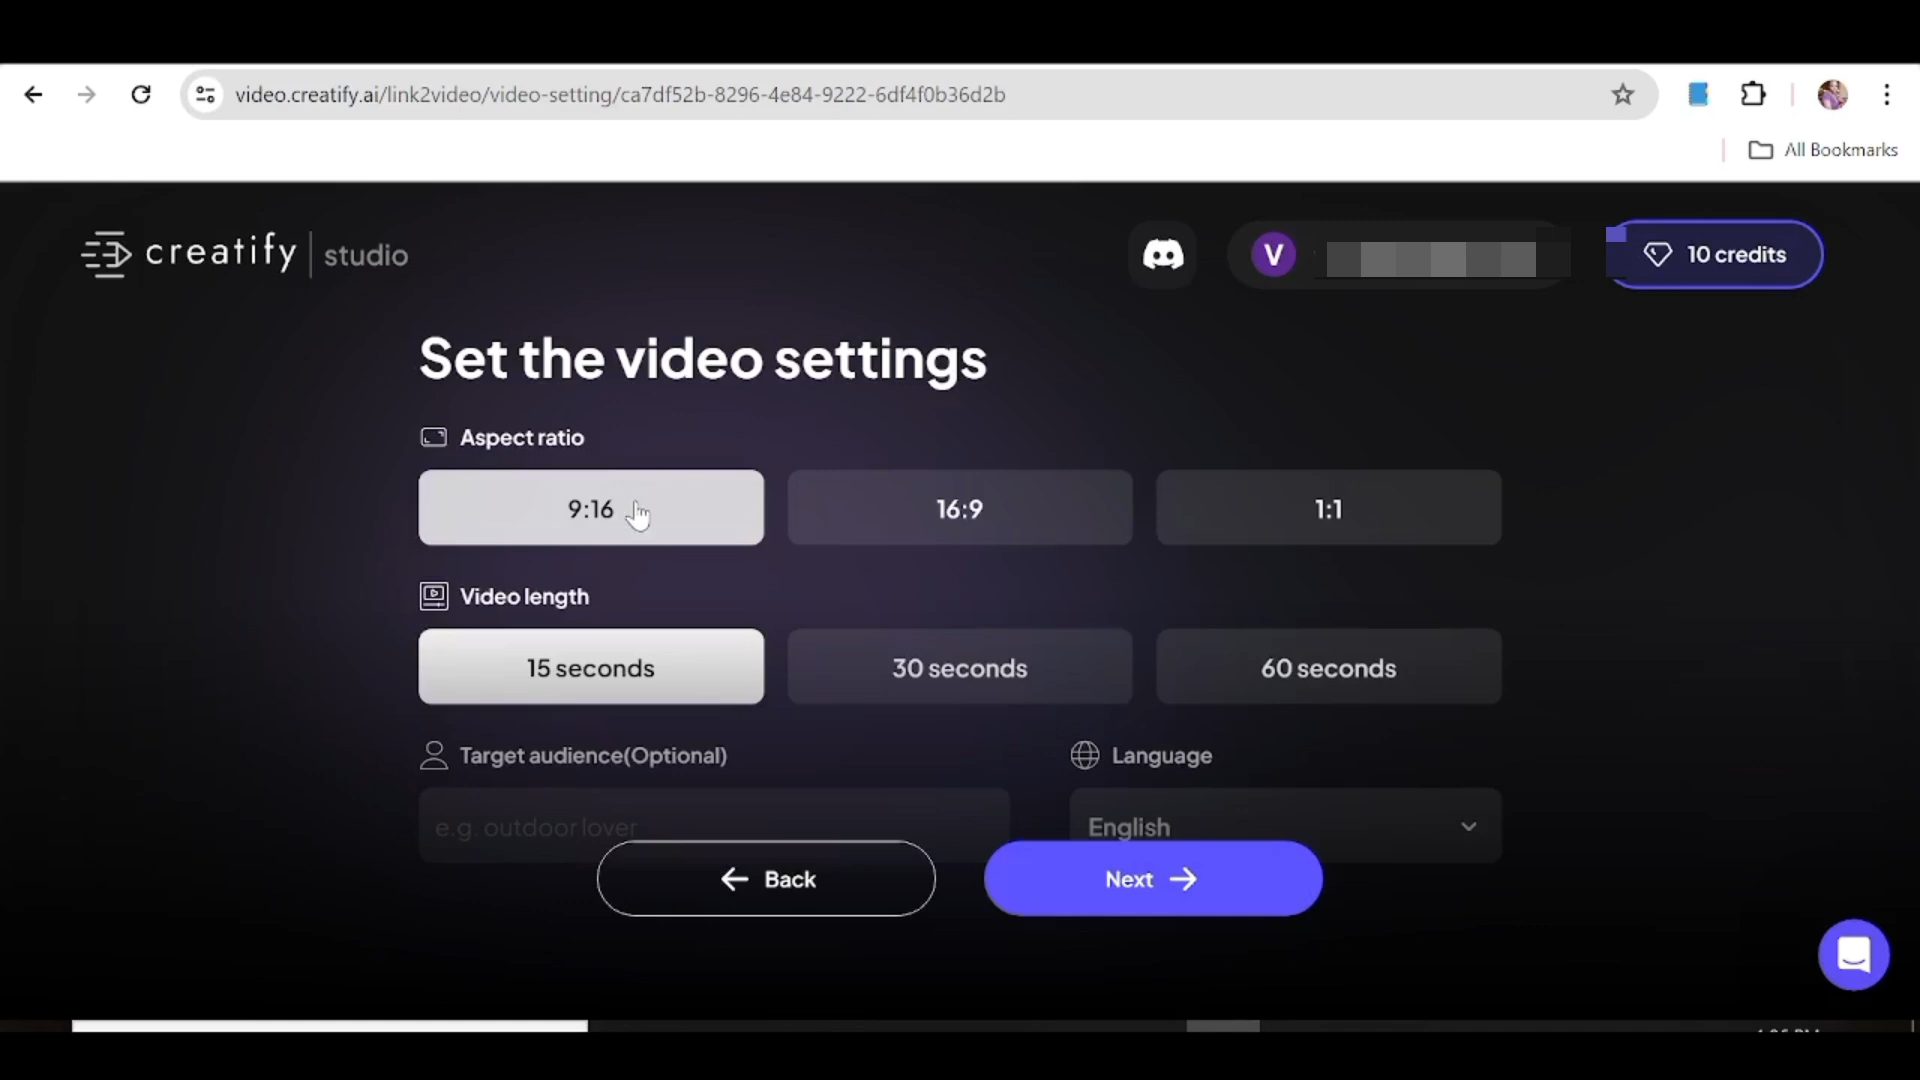 video.creatify.ai/link2video/video-setting/ca7df52b-8296-4e84-9222-6df4f0b36d2b
All Bookmarks
creatify | studio
V
10 credits
Set the video settings
Aspect ratio
9:16
16:9
1:1
Video length
15 seconds
30 seconds
60 seconds
Target audience(Optional)
Language
e.g. outdoor lover
English
Back
Next